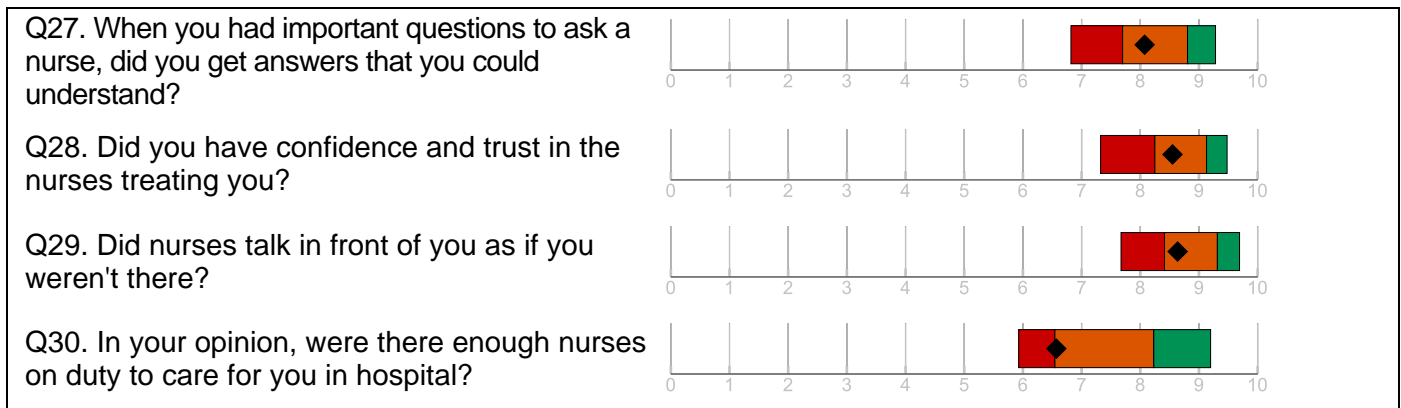 Q27. When you had important questions to ask a
nurse, did you get answers that you could
understand?
0 1 2 3 4 5 6 7 8 9 10
Q28. Did you have confidence and trust in the
nurses treating you?
0 1 2 3 4 5 6 7 8 9 10
Q29. Did nurses talk in front of you as if you
weren't there?
0 1 2 3 4 5 6 7 8 9 10
Q30. In your opinion, were there enough nurses
on duty to care for you in hospital?
0 1 2 3 4 5 6 7 8 9 10